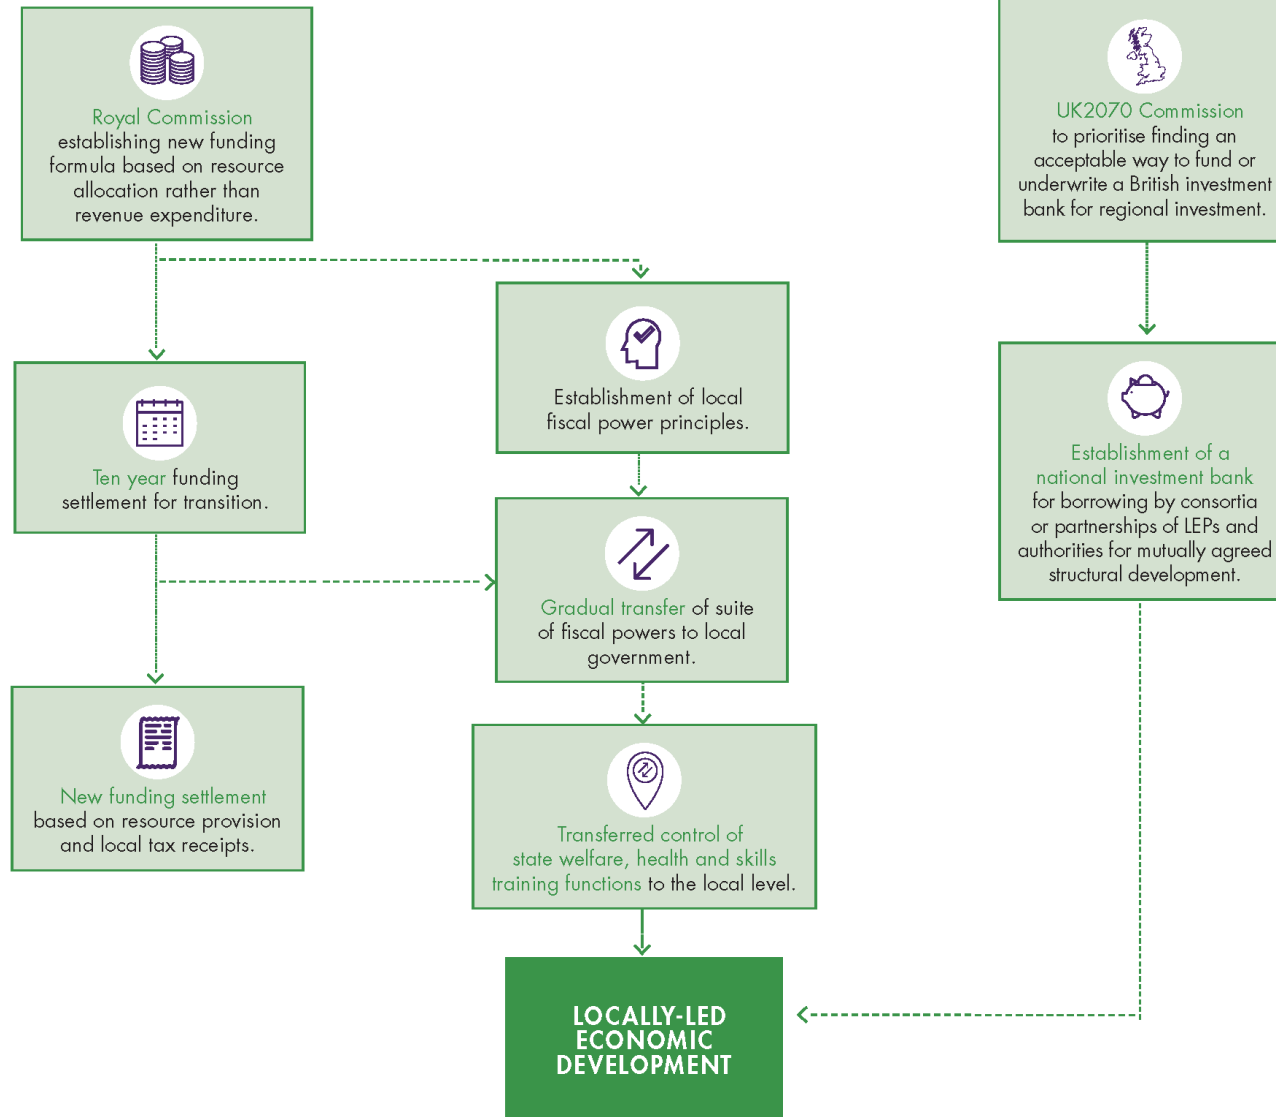 Royal Commission
establishing new funding
formula based on resource
allocation rather than
revenue expenditure.
UK2070 Commission
to prioritise finding an
acceptable way to fund or
underwrite a British investment
bank for regional investment.
Establishment of local
fiscal power principles.
Ten year funding
settlement for transition.
Establishment of a
national investment bank
for borrowing by consortia
or partnerships of LEPs and
authorities for mutually agreed
structural development.
Gradual transfer of suite
of fiscal powers to local
government.
New funding settlement
based on resource provision
and local tax receipts.
Transferred control of
state welfare, health and skills
training functions to the local level.
LOCALLY-LED
ECONOMIC
DEVELOPMENT